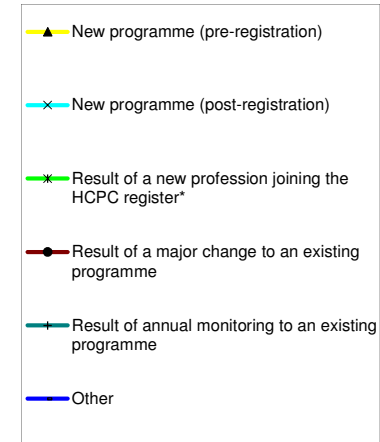 New programme (pre-registration)
New programme (post-registration)
Result of a new profession joining the
HCPC register*
Result of a major change to an existing
programme
Result of annual monitoring to an existing
programme
Other